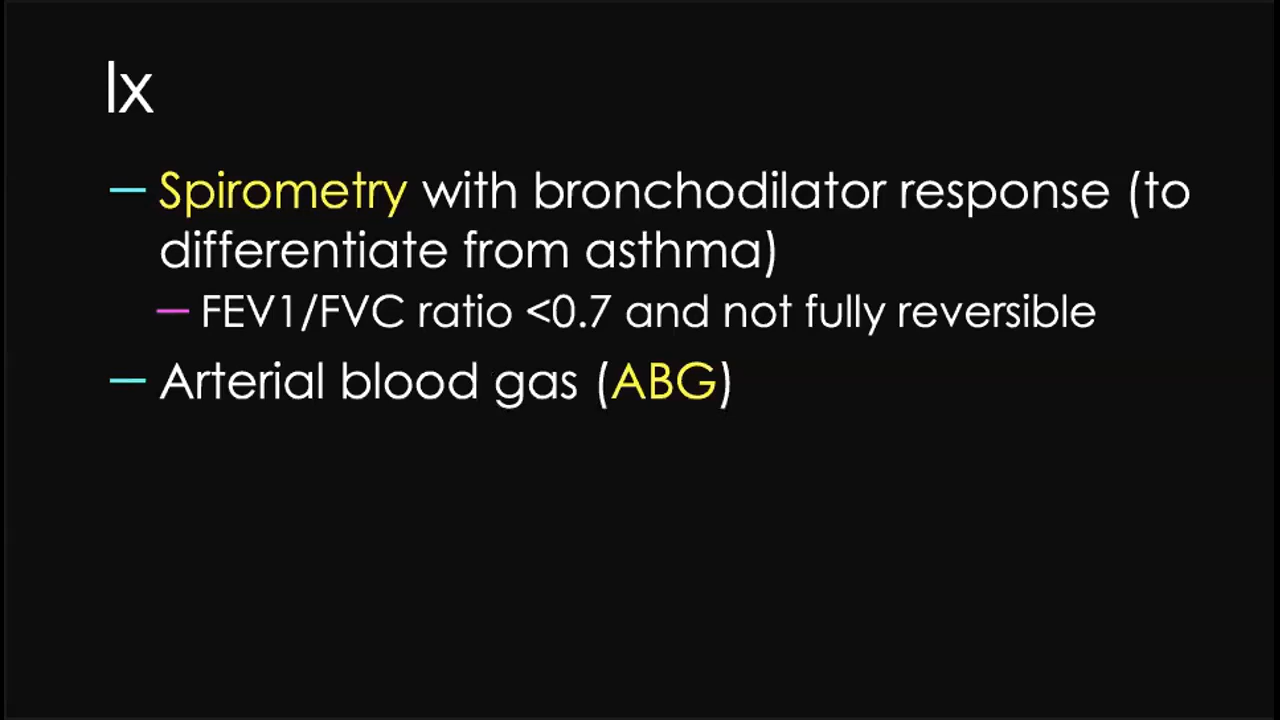 Ix
— Spirometry with bronchodilator response (to
differentiate from asthma)
— FEV1/FVC ratio <0.7 and not fully reversible
— Arterial blood gas (ABG)